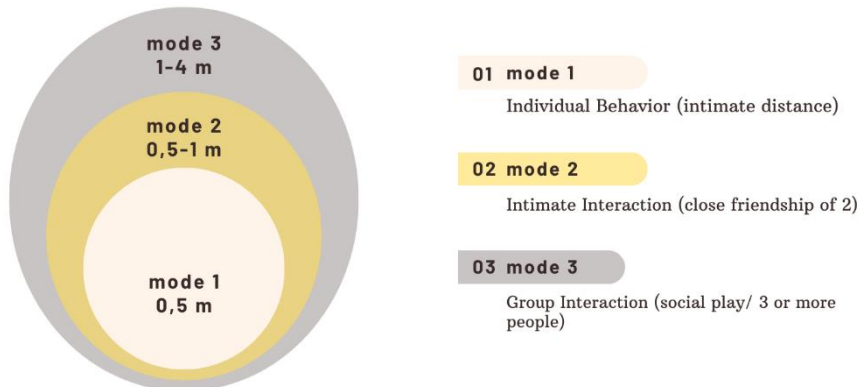 mode 3
1-4 m
mode 2
0,5-1 m
mode 1
0,5 m
01 mode 1
Individual Behavior (intimate distance)
02 mode 2
Intimate Interaction (close friendship of 2)
03 mode 3
Group Interaction (social play/ 3 or more
people)